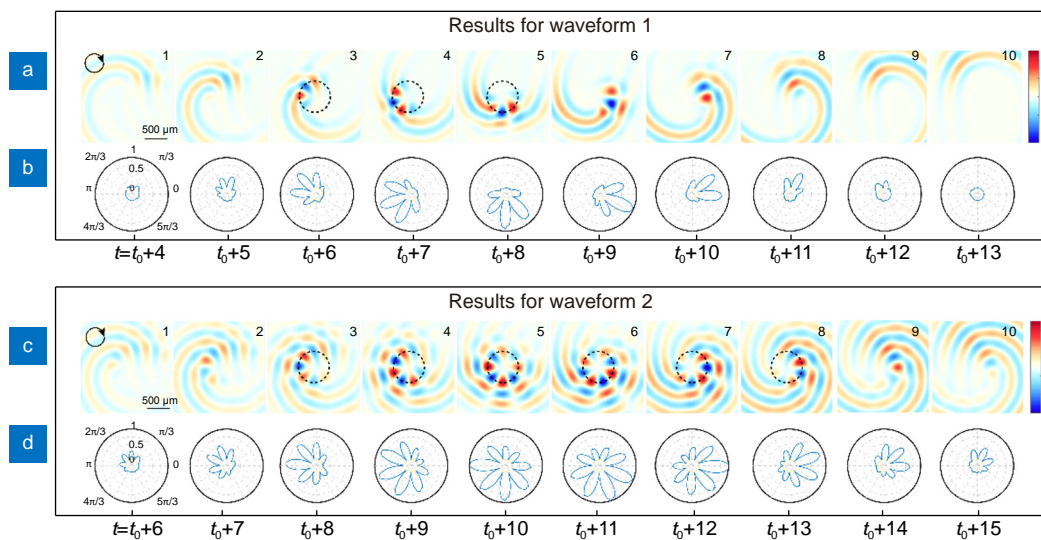 Results for waveform 1
a
1 2 3 4 5 6 7 8 9 10
500 µm
b
2π/3 1 π/3
0.5
π 0 0
4π/3 5π/3
t=t₀+4 t₀+5 t₀+6 t₀+7 t₀+8 t₀+9 t₀+10 t₀+11 t₀+12 t₀+13
Results for waveform 2
c
1 2 3 4 5 6 7 8 9 10
500 µm
d
2π/3 1 π/3
0.5
π 0 0
4π/3 5π/3
t=t₀+6 t₀+7 t₀+8 t₀+9 t₀+10 t₀+11 t₀+12 t₀+13 t₀+14 t₀+15